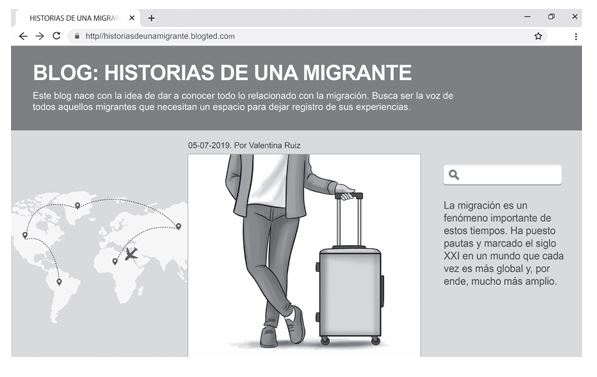 HISTORIAS DE UNA MIGRAN
http//historiasdeunamigrante.blogted.com
BLOG: HISTORIAS DE UNA MIGRANTE
Este blog nace con la idea de dar a conocer todo lo relacionado con la migración. Busca ser la voz de
todos aquellos migrantes que necesitan un espacio para dejar registro de sus experiencias.
05-07-2019. Por Valentina Ruiz
La migración es un
fenómeno importante de
estos tiempos. Ha puesto
pautas y marcado el siglo
XXI en un mundo que cada
vez es más global y, por
ende, mucho más amplio.